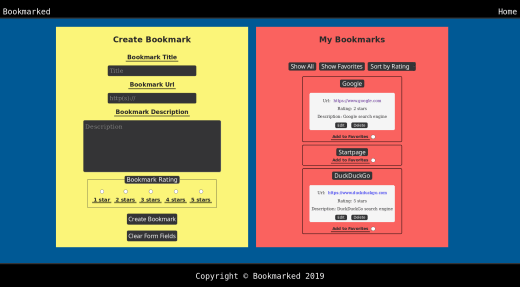 Bookmarked Home
Create Bookmark
Bookmark Title
Title
Bookmark Url
http(s)://
Bookmark Description
Description
Bookmark Rating
1 star 2 stars 3 stars 4 stars 5 stars
Create Bookmark
Clear Form Fields
My Bookmarks
Show All Show Favorites Sort by Rating
Google
Url: https://www.google.com
Rating: 2 stars
Description: Google search engine
Edit Delete
Add to Favorites
Startpage
Add to Favorites
DuckDuckGo
Url: https://www.duckduckgo.com
Rating: 5 stars
Description: DuckDuckGo search engine
Edit Delete
Add to Favorites
Copyright © Bookmarked 2019